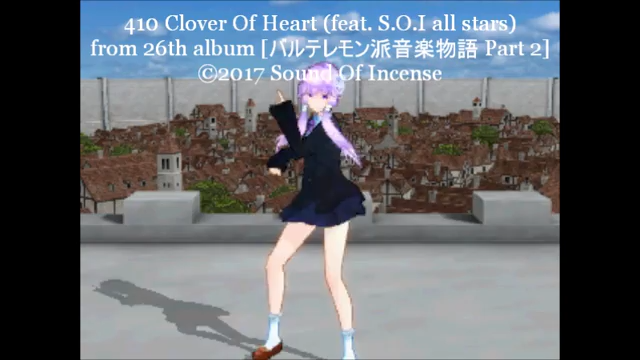 410 Clover Of Heart (feat. S.O.I all stars)
from 26th album [バルテレモン派音楽物語 Part 2]
©2017 Sound Of Incense